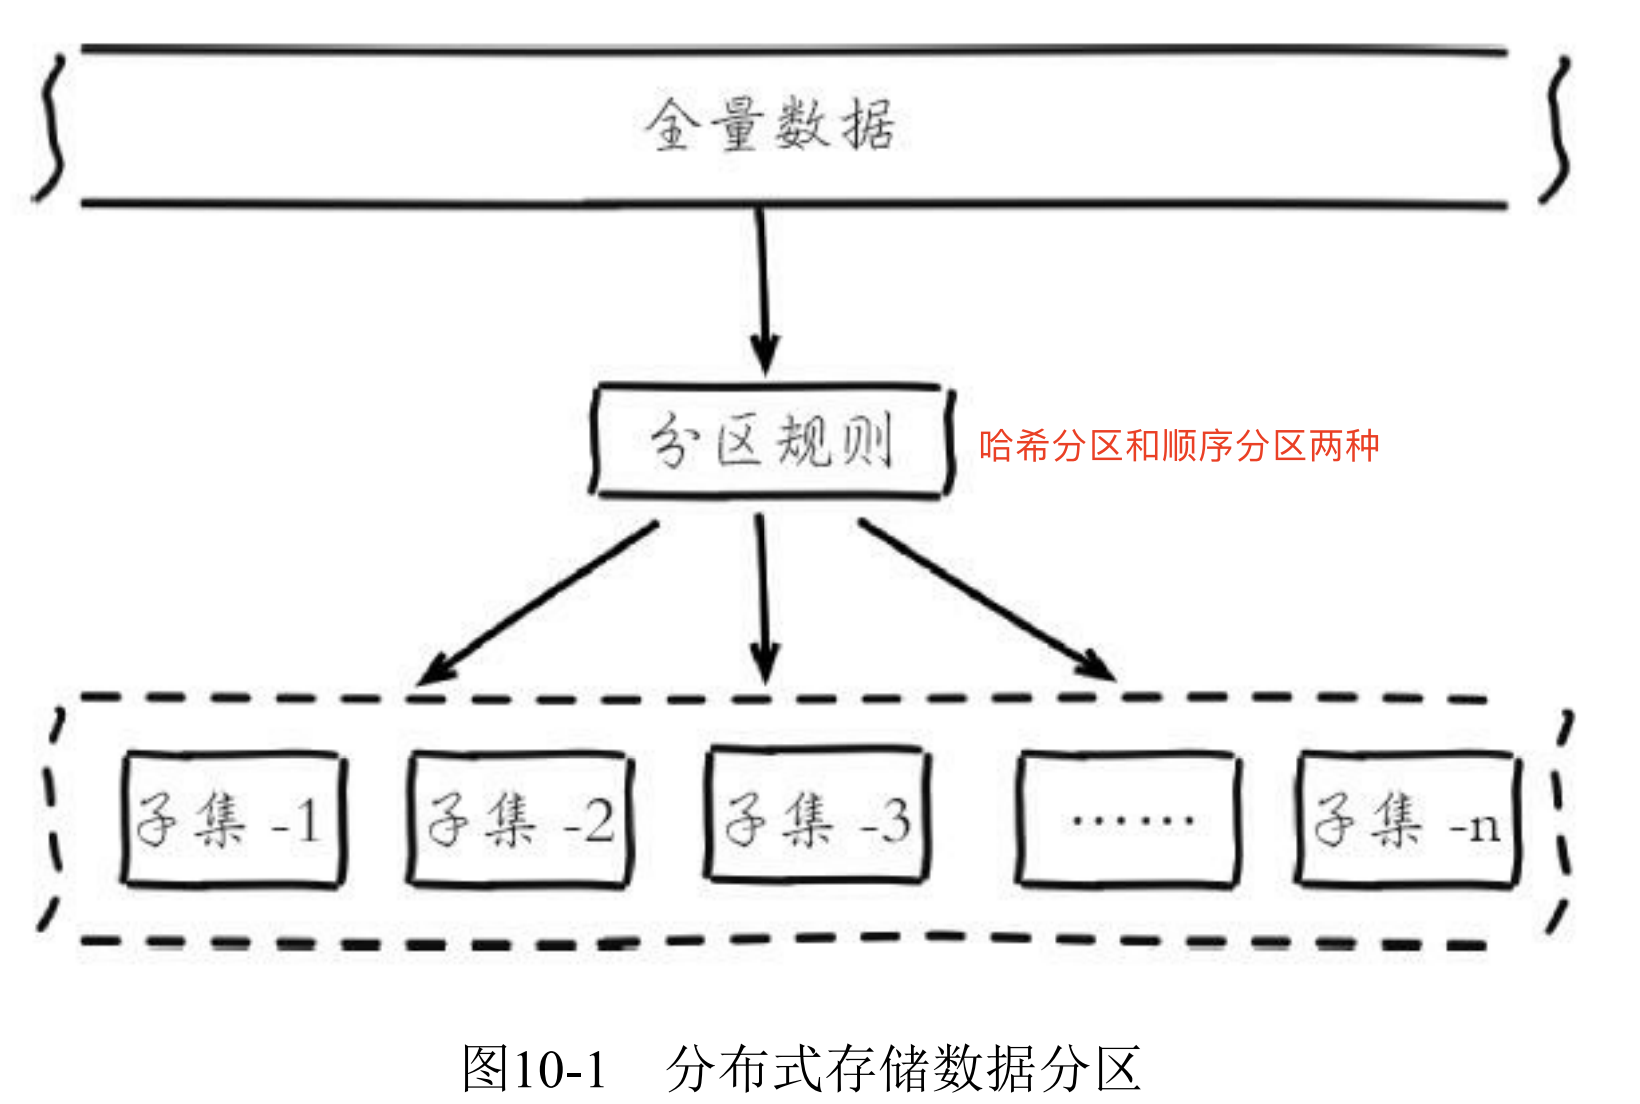 全量数据
分区规则
哈希分区和顺序分区两种
子集 -1
子集 -2
子集 -3
······
子集 -n
图10-1 分布式存储数据分区